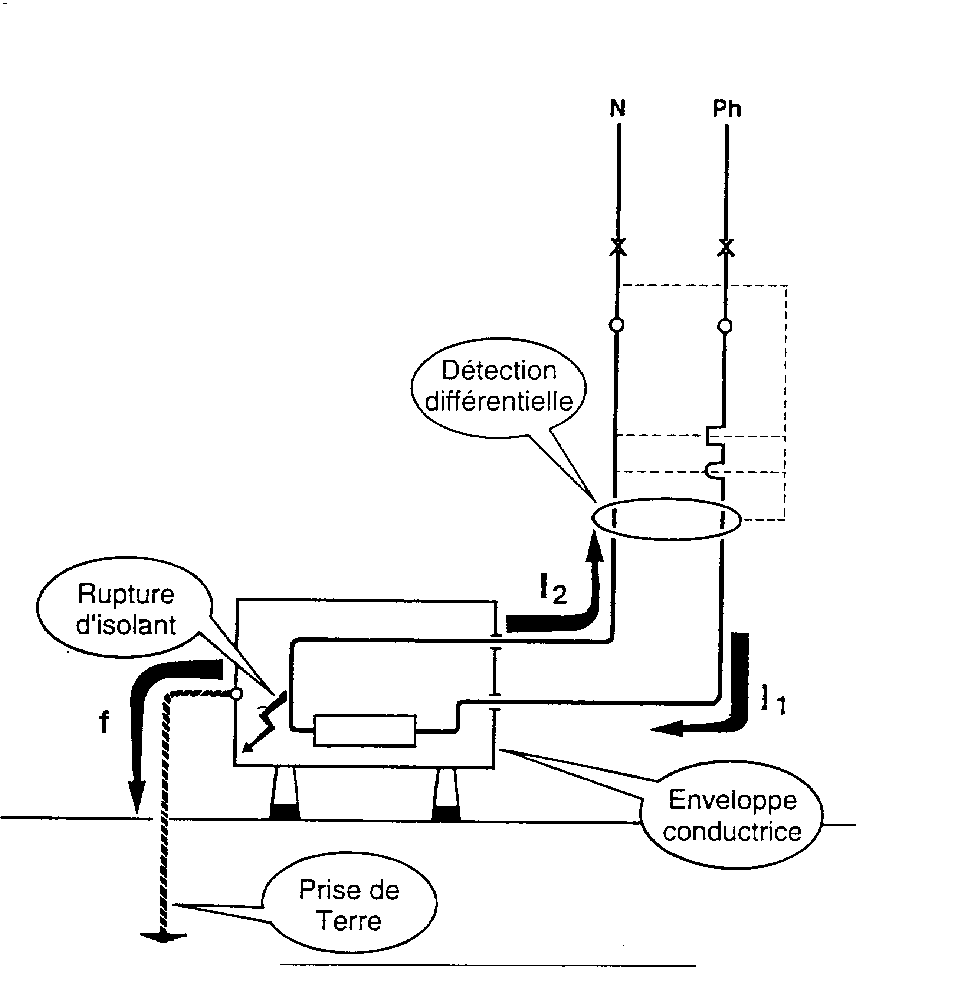 N Ph
Détection
différentielle
I2
Rupture
d'isolant
f
I1
Enveloppe
conductrice
Prise de
Terre